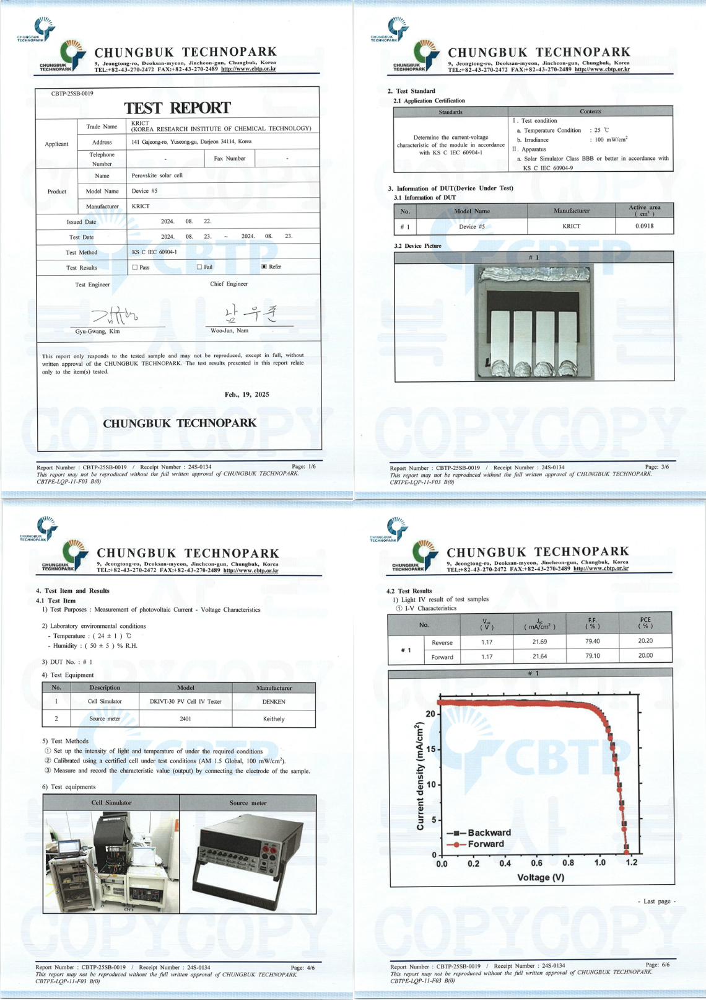 CHUNGBUK
TECHNOPARK
CHUNGBUK
TECHNOPARK
CHUNGBUK TECHNOPARK
9, Jeongtong-ro, Deoksan-myeon, Jincheon-gun, Chungbuk, Korea
TEL:+82-43-270-2472 FAX:+82-43-270-2489 http://www.cbtp.or.kr
CBTP-25SB-0019
TEST REPORT
Applicant
Trade Name
KRICT
(KOREA RESEARCH INSTITUTE OF CHEMICAL TECHNOLOGY)
Address
141 Gajeong-ro, Yuseong-gu, Daejeon 34114, Korea
Telephone
Number
-
Fax Number
-
Product
Name
Perovskite solar cell
Model Name
Device #5
Manufacturer
KRICT
Issued Date
2024. 08. 22.
Test Date
2024. 08. 23. ~ 2024. 08. 23.
Test Method
KS C IEC 60904-1
Test Results
☐ Pass ☐ Fail ▣ Refer
Test Engineer
Chief Engineer
남우준
Gyu-Gwang, Kim
Woo-Jun, Nam
This report only responds to the tested sample and may not be reproduced, except in full, without
written approval of the CHUNGBUK TECHNOPARK. The test results presented in this report relate
only to the item(s) tested.
Feb., 19, 2025
CHUNGBUK TECHNOPARK
CBTP
COPYCOPY
Report Number : CBTP-25SB-0019 / Receipt Number : 24S-0134
Page: 1/6
This report may not be reproduced without the full written approval of CHUNGBUK TECHNOPARK.
CBTPE-LQP-11-F03 B(0)
CHUNGBUK
TECHNOPARK
CHUNGBUK
TECHNOPARK
CHUNGBUK TECHNOPARK
9, Jeongtong-ro, Deoksan-myeon, Jincheon-gun, Chungbuk, Korea
TEL:+82-43-270-2472 FAX:+82-43-270-2489 http://www.cbtp.or.kr
2. Test Standard
2.1 Application Certification
Standards
Contents
Determine the current-voltage
characteristic of the module in accordance
with KS C IEC 60904-1
Ⅰ. Test condition
a. Temperature Condition : 25 ℃
b. Irradiance : 100 mW/cm²
Ⅱ. Apparatus
a. Solar Simulator Class BBB or better in accordance with
KS C IEC 60904-9
3. Information of DUT(Device Under Test)
3.1 Information of DUT
No.
Model Name
Manufacturer
Active area
( cm² )
# 1
Device #5
KRICT
0.0918
3.2 Device Picture
# 1
CBTP
COPYCOPY
Report Number : CBTP-25SB-0019 / Receipt Number : 24S-0134
Page: 3/6
This report may not be reproduced without the full written approval of CHUNGBUK TECHNOPARK.
CBTPE-LQP-11-F03 B(0)
CHUNGBUK
TECHNOPARK
CHUNGBUK
TECHNOPARK
CHUNGBUK TECHNOPARK
9, Jeongtong-ro, Deoksan-myeon, Jincheon-gun, Chungbuk, Korea
TEL:+82-43-270-2472 FAX:+82-43-270-2489 http://www.cbtp.or.kr
4. Test Item and Results
4.1 Test Item
1) Test Purposes : Measurement of photovoltaic Current - Voltage Characteristics
2) Laboratory environmental conditions
- Temperature : ( 24 ± 1 ) ℃
- Humidity : ( 50 ± 5 ) % R.H.
3) DUT No. : # 1
4) Test Equipment
No.
Description
Model
Manufacturer
1
Cell Simulator
DKIVT-30 PV Cell IV Tester
DENKEN
2
Source meter
2401
Keithely
5) Test Methods
① Set up the intensity of light and temperature of under the required conditions
② Calibrated using a certified cell under test conditions (AM 1.5 Global, 100 mW/cm²).
③ Measure and record the characteristic value (output) by connecting the electrode of the sample.
6) Test equipments
Cell Simulator
Source meter
CBTP
COPYCOPY
Report Number : CBTP-25SB-0019 / Receipt Number : 24S-0134
Page: 4/6
This report may not be reproduced without the full written approval of CHUNGBUK TECHNOPARK.
CBTPE-LQP-11-F03 B(0)
CHUNGBUK
TECHNOPARK
CHUNGBUK
TECHNOPARK
CHUNGBUK TECHNOPARK
9, Jeongtong-ro, Deoksan-myeon, Jincheon-gun, Chungbuk, Korea
TEL:+82-43-270-2472 FAX:+82-43-270-2489 http://www.cbtp.or.kr
4.2 Test Results
1) Light IV result of test samples
① I-V Characteristics
No.
Voc
( V )
Jsc
( mA/cm² )
F.F.
( % )
PCE
( % )
# 1
Reverse
1.17
21.69
79.40
20.20
Forward
1.17
21.64
79.10
20.00
# 1
Current density (mA/cm²)
20
15
10
5
0
Backward
Forward
0.0 0.2 0.4 0.6 0.8 1.0 1.2
Voltage (V)
- Last page -
CBTP
COPYCOPY
Report Number : CBTP-25SB-0019 / Receipt Number : 24S-0134
Page: 6/6
This report may not be reproduced without the full written approval of CHUNGBUK TECHNOPARK.
CBTPE-LQP-11-F03 B(0)